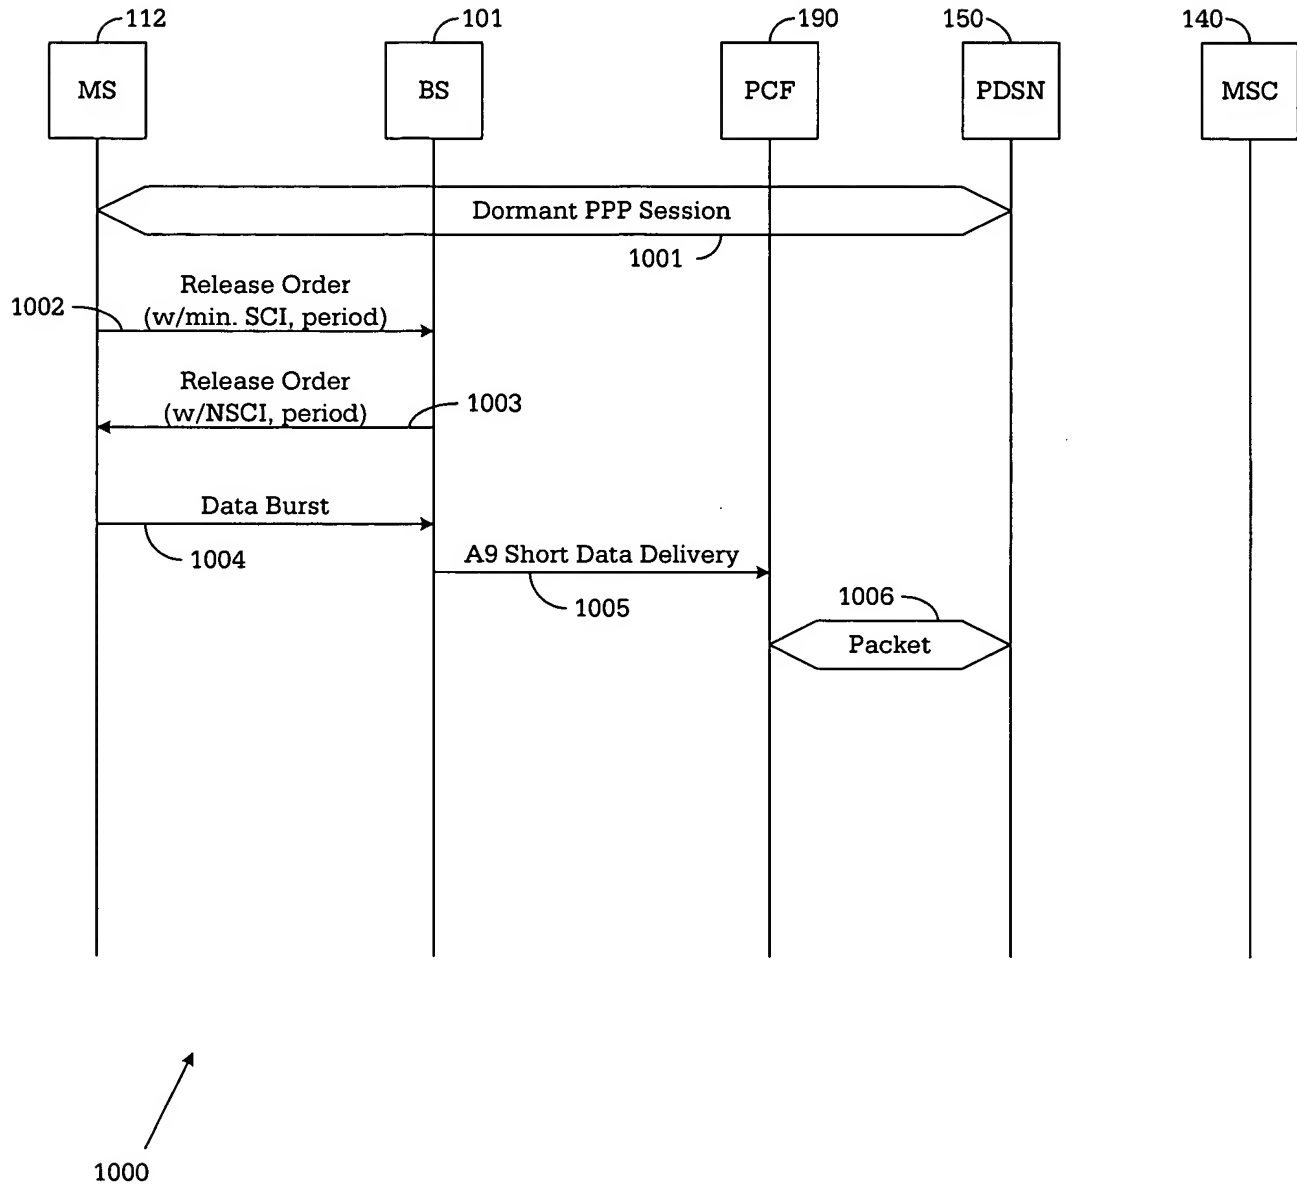 112
101
190
150
140
MS
BS
PCF
PDSN
MSC
Dormant PPP Session
1001
Release Order
(w/min. SCI, period)
1002
Release Order
(w/NSCI, period)
1003
Data Burst
1004
A9 Short Data Delivery
1005
1006
Packet
1000